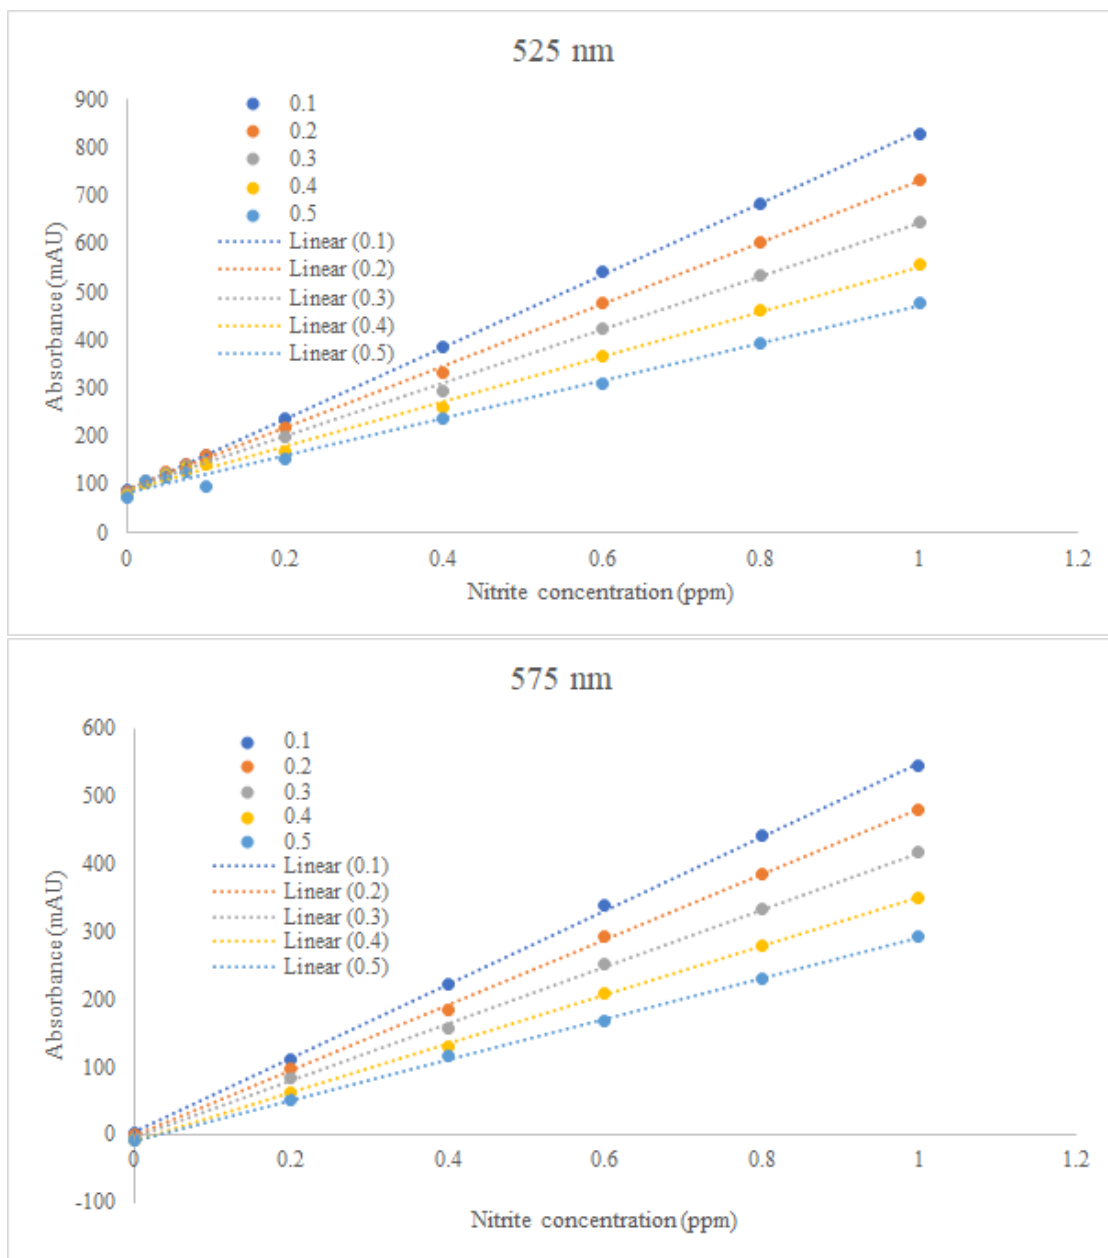 525 nm
900
800
700
600
500
400
300
200
100
0
Absorbance (mAU)
0.1
0.2
0.3
0.4
0.5
Linear (0.1)
Linear (0.2)
Linear (0.3)
Linear (0.4)
Linear (0.5)
0 0.2 0.4 0.6 0.8 1 1.2
Nitrite concentration (ppm)
575 nm
600
500
400
300
200
100
0
-100
Absorbance (mAU)
0.1
0.2
0.3
0.4
0.5
Linear (0.1)
Linear (0.2)
Linear (0.3)
Linear (0.4)
Linear (0.5)
0 0.2 0.4 0.6 0.8 1 1.2
Nitrite concentration (ppm)